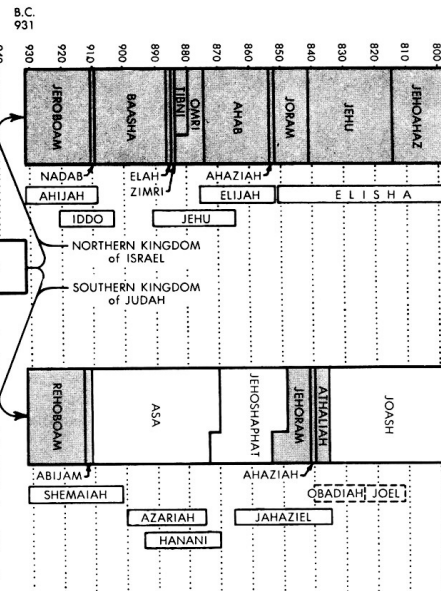 B.C.
931
930
920
910
900
890
880
870
860
850
840
830
820
810
800
JEROBOAM
BAASHA
TIBNI
OMRI
AHAB
JORAM
JEHU
JEHOAHAZ
NADAB
ELAH
ZIMRI
AHAZIAH
AHIJAH
ELIJAH
ELISHA
IDDO
JEHU
NORTHERN KINGDOM
of ISRAEL
SOUTHERN KINGDOM
of JUDAH
REHOBOAM
ASA
JEHOSHAPHAT
JEHORAM
ATHALIAH
JOASH
ABIJAM
AHAZIAH
SHEMAIAH
OBADIAH
JOEL
AZARIAH
JAHAZIEL
HANANI